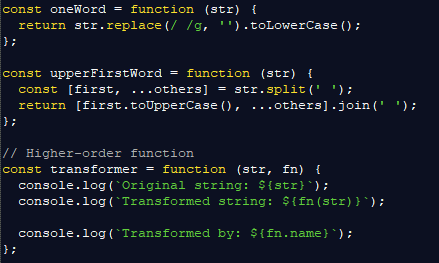 const oneWord = function (str) {
  return str.replace(/ /g, '').toLowerCase();
};

const upperFirstWord = function (str) {
  const [first, ...others] = str.split(' ');
  return [first.toUpperCase(), ...others].join(' ');
};

// Higher-order function
const transformer = function (str, fn) {
  console.log(`Original string: ${str}`);
  console.log(`Transformed string: ${fn(str)}`);

  console.log(`Transformed by: ${fn.name}`);
};